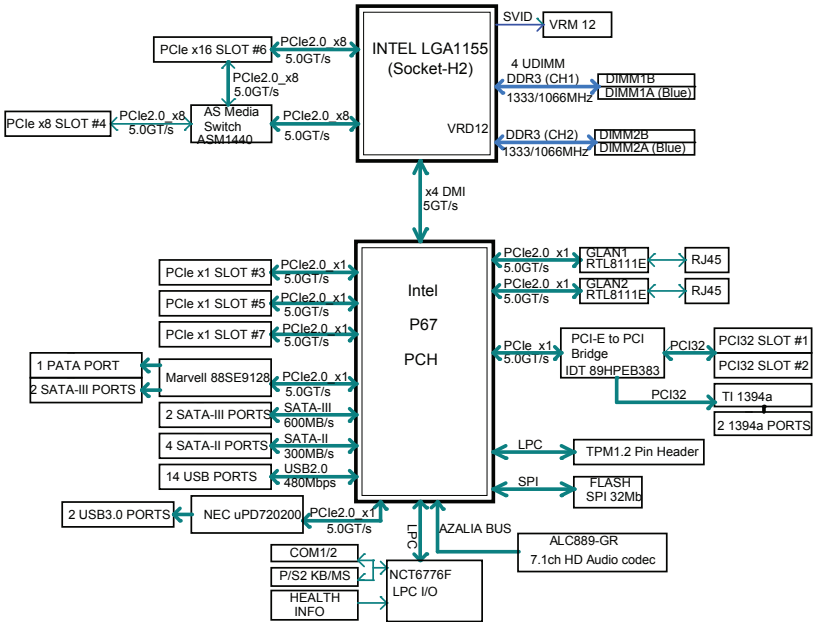 SVID
VRM 12
PCIe x16 SLOT #6
PCIe2.0_x8
5.0GT/s
INTEL LGA1155
(Socket-H2)
PCIe2.0_x8
5.0GT/s
4 UDIMM
DDR3 (CH1)
1333/1066MHz
DIMM1B
DIMM1A (Blue)
PCIe x8 SLOT #4
PCIe2.0_x8
5.0GT/s
AS Media
Switch
ASM1440
PCIe2.0_x8
5.0GT/s
VRD12
DDR3 (CH2)
1333/1066MHz
DIMM2B
DIMM2A (Blue)
x4 DMI
5GT/s
Intel
P67
PCH
PCIe x1 SLOT #3
PCIe2.0_x1
5.0GT/s
PCIe x1 SLOT #5
PCIe2.0_x1
5.0GT/s
PCIe x1 SLOT #7
PCIe2.0_x1
5.0GT/s
1 PATA PORT
2 SATA-III PORTS
Marvell 88SE9128
PCIe2.0_x1
5.0GT/s
2 SATA-III PORTS
SATA-III
600MB/s
4 SATA-II PORTS
SATA-II
300MB/s
14 USB PORTS
USB2.0
480Mbps
2 USB3.0 PORTS
NEC uPD720200
PCIe2.0_x1
5.0GT/s
PCIe2.0_x1
5.0GT/s
GLAN1
RTL8111E
RJ45
PCIe2.0_x1
5.0GT/s
GLAN2
RTL8111E
RJ45
PCIe_x1
5.0GT/s
PCI-E to PCI
Bridge
IDT 89HPEB383
PCI32
PCI32 SLOT #1
PCI32 SLOT #2
PCI32
TI 1394a
2 1394a PORTS
LPC
TPM1.2 Pin Header
SPI
FLASH
SPI 32Mb
LPC
AZALIA BUS
ALC889-GR
7.1ch HD Audio codec
COM1/2
P/S2 KB/MS
HEALTH
INFO
NCT6776F
LPC I/O